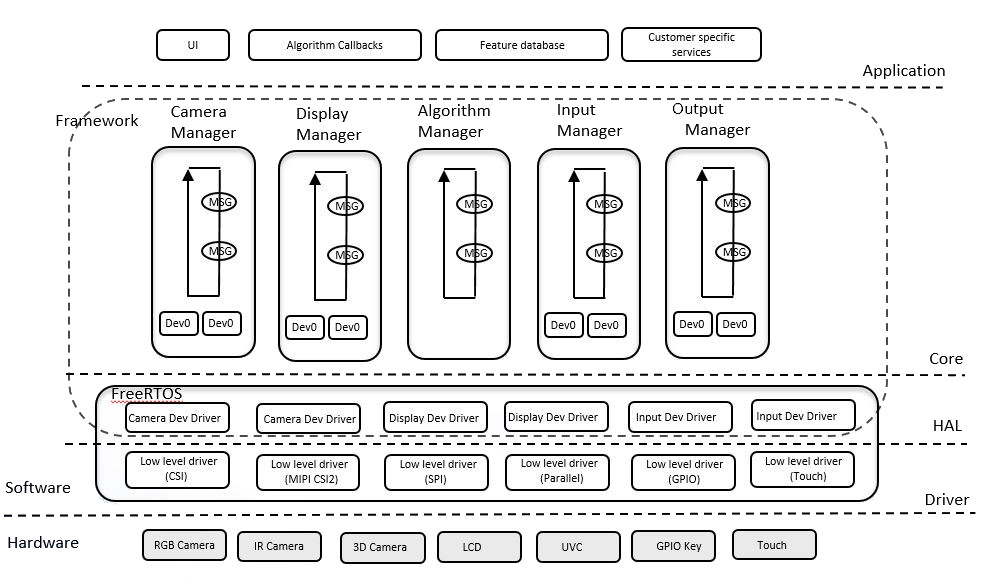 UI
Algorithm Callbacks
Feature database
Customer specific
services
Application
Framework
Camera
Manager
Display
Manager
Algorithm
Manager
Input
Manager
Output
Manager
MSG
MSG
MSG
MSG
MSG
MSG
MSG
MSG
MSG
MSG
Dev0
Dev0
Dev0
Dev0
Dev0
Dev0
Dev0
Dev0
Core
FreeRTOS
Camera Dev Driver
Camera Dev Driver
Display Dev Driver
Display Dev Driver
Input Dev Driver
Input Dev Driver
HAL
Low level driver
(CSI)
Low level driver
(MIPI CSI2)
Low level driver
(SPI)
Low level driver
(Parallel)
Low level driver
(GPIO)
Low level driver
(Touch)
Software
Driver
Hardware
RGB Camera
IR Camera
3D Camera
LCD
UVC
GPIO Key
Touch